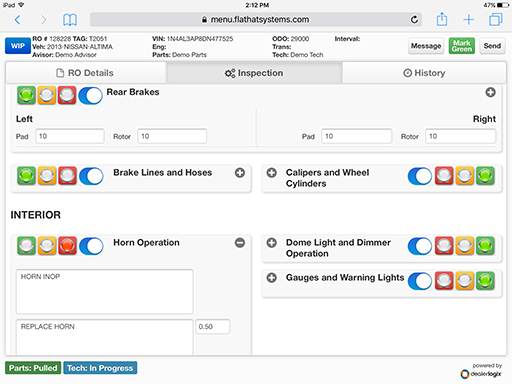 iPad
2:12 PM
47%
menu.flathatsystems.com
WIP
RO # 128228 TAG: T2051
Veh: 2013-NISSAN-ALTIMA
Avisor: Demo Advisor
VIN: 1N4AL3AP8DN477525
Eng:
Parts: Demo Parts
ODO: 29000
Trans:
Tech: Demo Tech
Interval:
Message
Mark
Green
Send
RO Details
Inspection
History
Rear Brakes
Left
Right
Pad 10 Rotor 10
Pad 10 Rotor 10
Brake Lines and Hoses
Calipers and Wheel
Cylinders
INTERIOR
Horn Operation
Dome Light and Dimmer
Operation
Gauges and Warning Lights
HORN INOP
REPLACE HORN
0.50
Parts: Pulled
Tech: In Progress
powered by
dealerlogix